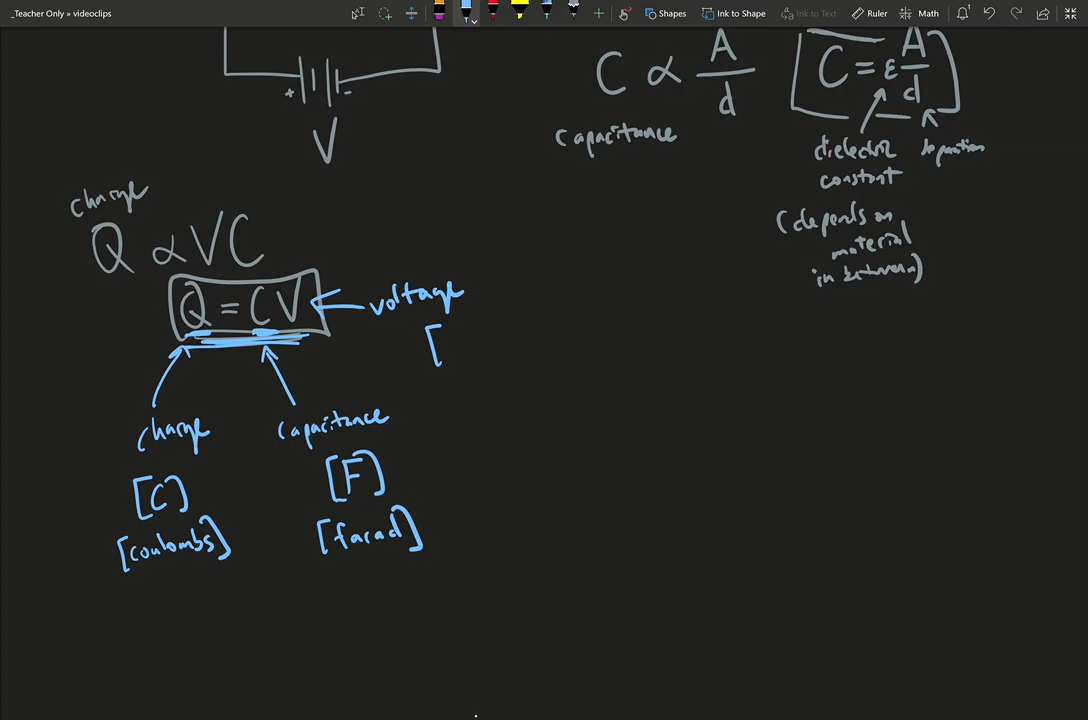 _Teacher Only » videoclips
Shapes
Ink to Shape
Ink to Text
Ruler
Math
+ -
V
C ∝ A/d
capacitance
C = ε A/d
dielectric constant
separation
(depends on
material
in between)
charge
Q ∝ VC
Q = CV
voltage
[
charge
capacitance
[C]
[F]
[coulombs]
[farad]